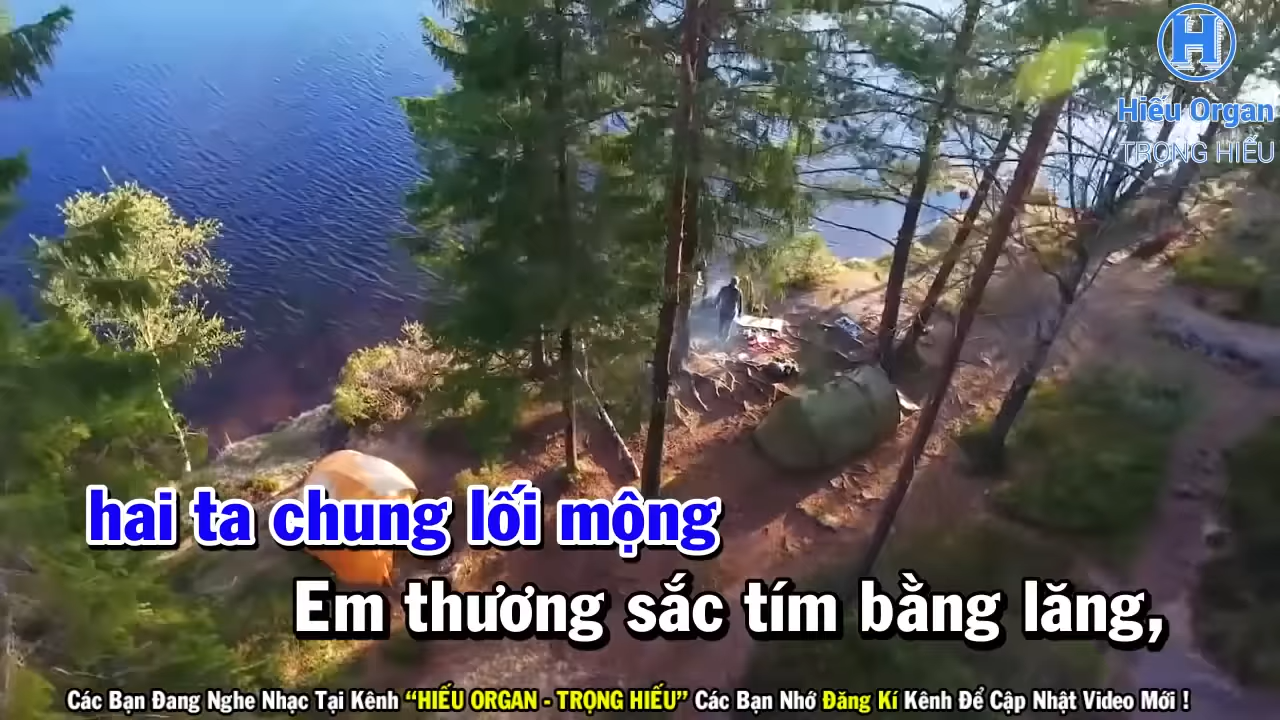 H
Hiếu Organ
TRỌNG HIẾU
hai ta chung lối mộng
Em thương sắc tím bằng lăng,
Các Bạn Đang Nghe Nhạc Tại Kênh “HIẾU ORGAN - TRỌNG HIẾU” Các Bạn Nhớ Đăng Kí Kênh Để Cập Nhật Video Mới !